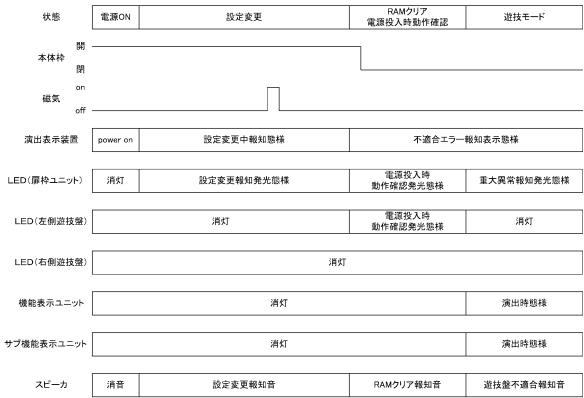 状態 電源ON 設定変更 RAMクリア 遊技モード
電源投入時動作確認
本体枠 開
閉
磁気 on
off
演出表示装置 power on 設定変更中報知態様 不適合エラー報知表示態様
LED(扉枠ユニット) 消灯 設定変更報知発光態様 電源投入時 重大異常報知発光態様
動作確認発光態様
LED(左側遊技盤) 消灯 電源投入時 消灯
動作確認発光態様
LED(右側遊技盤) 消灯
機能表示ユニット 消灯 演出時態様
サブ機能表示ユニット 消灯 演出時態様
スピーカ 消音 設定変更報知音 RAMクリア報知音 遊技盤不適合報知音